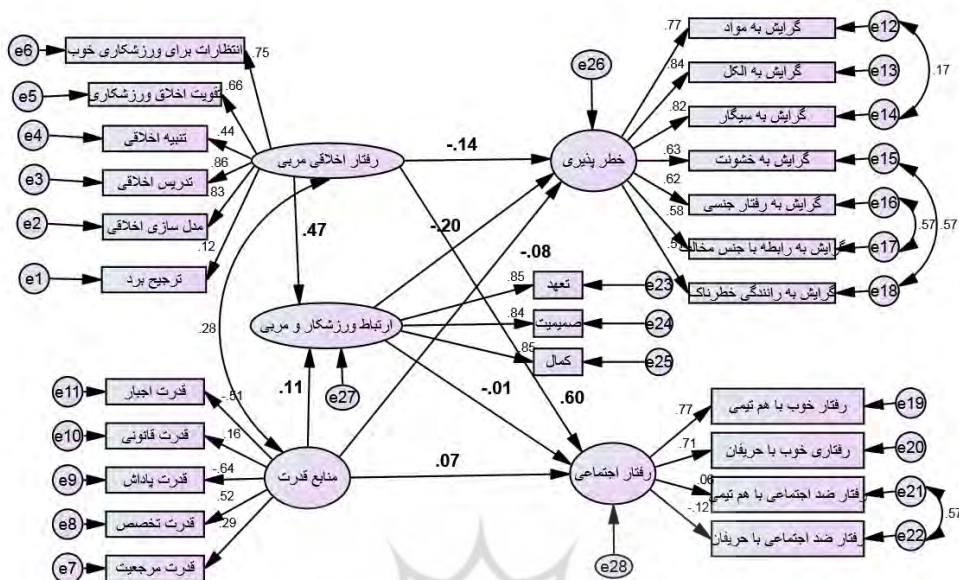 e6
انتظارات برای ورزشکاری خوب
.75
e5
تقویت اخلاق ورزشکاری
.66
e4
تنبیه اخلاقی
.44
e3
تدریس اخلاقی
.86
e2
مدل سازی اخلاقی
.83
e1
ترجیح برد
.12
رفتار اخلاقی مربی
-.14
.47
.28
ارتباط ورزشکار و مربی
e27
.11
-.20
-.08
-.01
.60
.07
e11
قدرت اجبار
-.51
e10
قدرت قانونی
.16
e9
قدرت پاداش
-.64
e8
قدرت تخصص
.52
e7
قدرت مرجعیت
.29
منابع قدرت
e26
خطر پذیری
.77
گرایش به مواد
e12
.84
گرایش به الکل
e13
.82
گرایش به سیگار
e14
.17
.63
گرایش به خشونت
e15
.62
گرایش به رفتار جنسی
e16
.58
گرایش به رابطه با جنس مخالف
e17
گرایش به رانندگی خطرناک
e18
.57
.57
.85
تعهد
e23
.84
صمیمیت
e24
.85
کمال
e25
رفتار اجتماعی
e28
.77
رفتار خوب با هم تیمی
e19
.71
رفتاری خوب با حریفان
e20
.06
رفتار ضد اجتماعی با هم تیمی
e21
-.12
رفتار ضد اجتماعی با حریفان
e22
.57